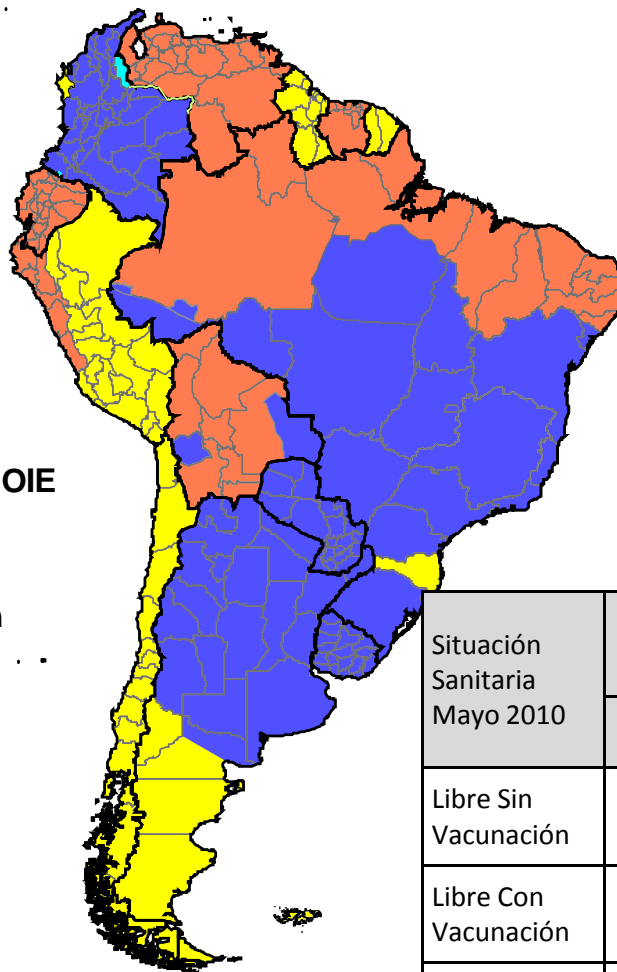 OIE
Situación
Sanitaria
Mayo 2010
Libre Sin
Vacunación
Libre Con
Vacunación